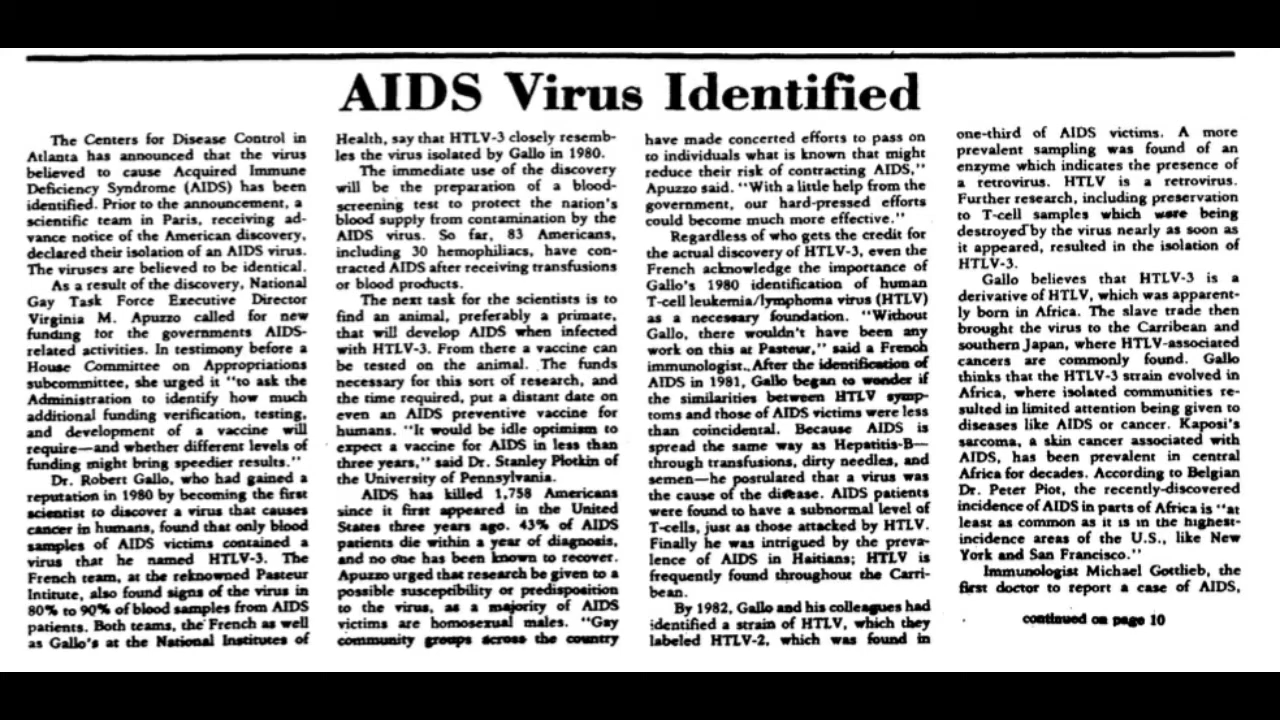 AIDS Virus Identified
The Centers for Disease Control in
Atlanta has announced that the virus
believed to cause Acquired Immune
Deficiency Syndrome (AIDS) has been
identified. Prior to the announcement, a
scientific team in Paris, receiving ad-
vance notice of the American discovery,
declared their isolation of an AIDS virus.
The viruses are believed to be identical.
As a result of the discovery, National
Gay Task Force Executive Director
Virginia M. Apuzzo called for new
funding for the governments AIDS-
related activities. In testimony before a
House Committee on Appropriations
subcommittee, she urged it "to ask the
Administration to identify how much
additional funding verification, testing,
and development of a vaccine will
require—and whether different levels of
funding might bring speedier results."
Dr. Robert Gallo, who had gained a
reputation in 1980 by becoming the first
scientist to discover a virus that causes
cancer in humans, found that only blood
samples of AIDS victims contained a
virus that he named HTLV-3. The
French team, at the reknowned Pasteur
Intitute, also found signs of the virus in
80% to 90% of blood samples from AIDS
patients. Both teams, the French as well
as Gallo's at the National Institutes of
Health, say that HTLV-3 closely resemb-
les the virus isolated by Gallo in 1980.
The immediate use of the discovery
will be the preparation of a blood-
screening test to protect the nation's
blood supply from contamination by the
AIDS virus. So far, 83 Americans,
including 30 hemophiliacs, have con-
tracted AIDS after receiving transfusions
or blood products.
The next task for the scientists is to
find an animal, preferably a primate,
that will develop AIDS when infected
with HTLV-3. From there a vaccine can
be tested on the animal. The funds
necessary for this sort of research, and
the time required, put a distant date on
even an AIDS preventive vaccine for
humans. "It would be idle optimism to
expect a vaccine for AIDS in less than
three years," said Dr. Stanley Plotkin of
the University of Pennsylvania.
AIDS has killed 1,758 Americans
since it first appeared in the United
States three years ago. 43% of AIDS
patients die within a year of diagnosis,
and no one has been known to recover.
Apuzzo urged that research be given to a
possible susceptibility or predisposition
to the virus, as a majority of AIDS
victims are homosexual males. "Gay
community groups across the country
have made concerted efforts to pass on
to individuals what is known that might
reduce their risk of contracting AIDS,"
Apuzzo said. "With a little help from the
government, our hard-pressed efforts
could become much more effective."
Regardless of who gets the credit for
the actual discovery of HTLV-3, even the
French acknowledge the importance of
Gallo's 1980 identification of human
T-cell leukemia/lymphoma virus (HTLV)
as a necessary foundation. "Without
Gallo, there wouldn't have been any
work on this at Pasteur," said a French
immunologist. After the identification of
AIDS in 1981, Gallo began to wonder if
the similarities between HTLV symp-
toms and those of AIDS victims were less
than coincidental. Because AIDS is
spread the same way as Hepatitis-B—
through transfusions, dirty needles, and
semen—he postulated that a virus was
the cause of the disease. AIDS patients
were found to have a subnormal level of
T-cells, just as those attacked by HTLV.
Finally he was intrigued by the preva-
lence of AIDS in Haitians; HTLV is
frequently found throughout the Carri-
bean.
By 1982, Gallo and his colleagues had
identified a strain of HTLV, which they
labeled HTLV-2, which was found in
one-third of AIDS victims. A more
prevalent sampling was found of an
enzyme which indicates the presence of
a retrovirus. HTLV is a retrovirus.
Further research, including preservation
to T-cell samples which were being
destroyed by the virus nearly as soon as
it appeared, resulted in the isolation of
HTLV-3.
Gallo believes that HTLV-3 is a
derivative of HTLV, which was apparent-
ly born in Africa. The slave trade then
brought the virus to the Carribean and
southern Japan, where HTLV-associated
cancers are commonly found. Gallo
thinks that the HTLV-3 strain evolved in
Africa, where isolated communities re-
sulted in limited attention being given to
diseases like AIDS or cancer. Kaposi's
sarcoma, a skin cancer associated with
AIDS, has been prevalent in central
Africa for decades. According to Belgian
Dr. Peter Piot, the recently-discovered
incidence of AIDS in parts of Africa is "at
least as common as it is in the highest-
incidence areas of the U.S., like New
York and San Francisco."
Immunologist Michael Gottlieb, the
first doctor to report a case of AIDS,
continued on page 10